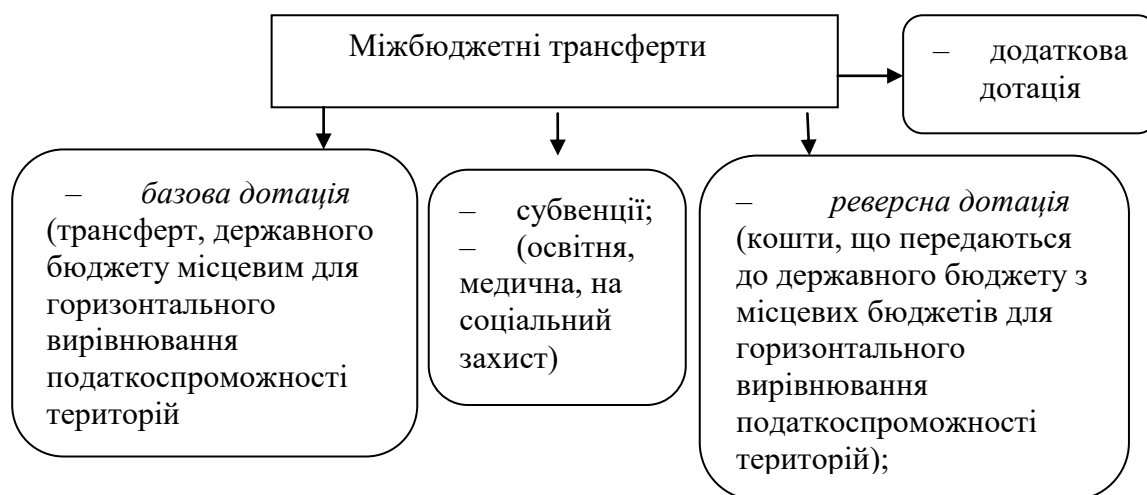 Міжбюджетні трансферти
– додаткова
дотація
– базова дотація
(трансферт, державного
бюджету місцевим для
горизонтального
вирівнювання
податкоспроможності
територій
– субвенції;
– (освітня,
медична, на
соціальний
захист)
– реверсна дотація
(кошти, що передаються
до державного бюджету з
місцевих бюджетів для
горизонтального
вирівнювання
податкоспроможності
територій);